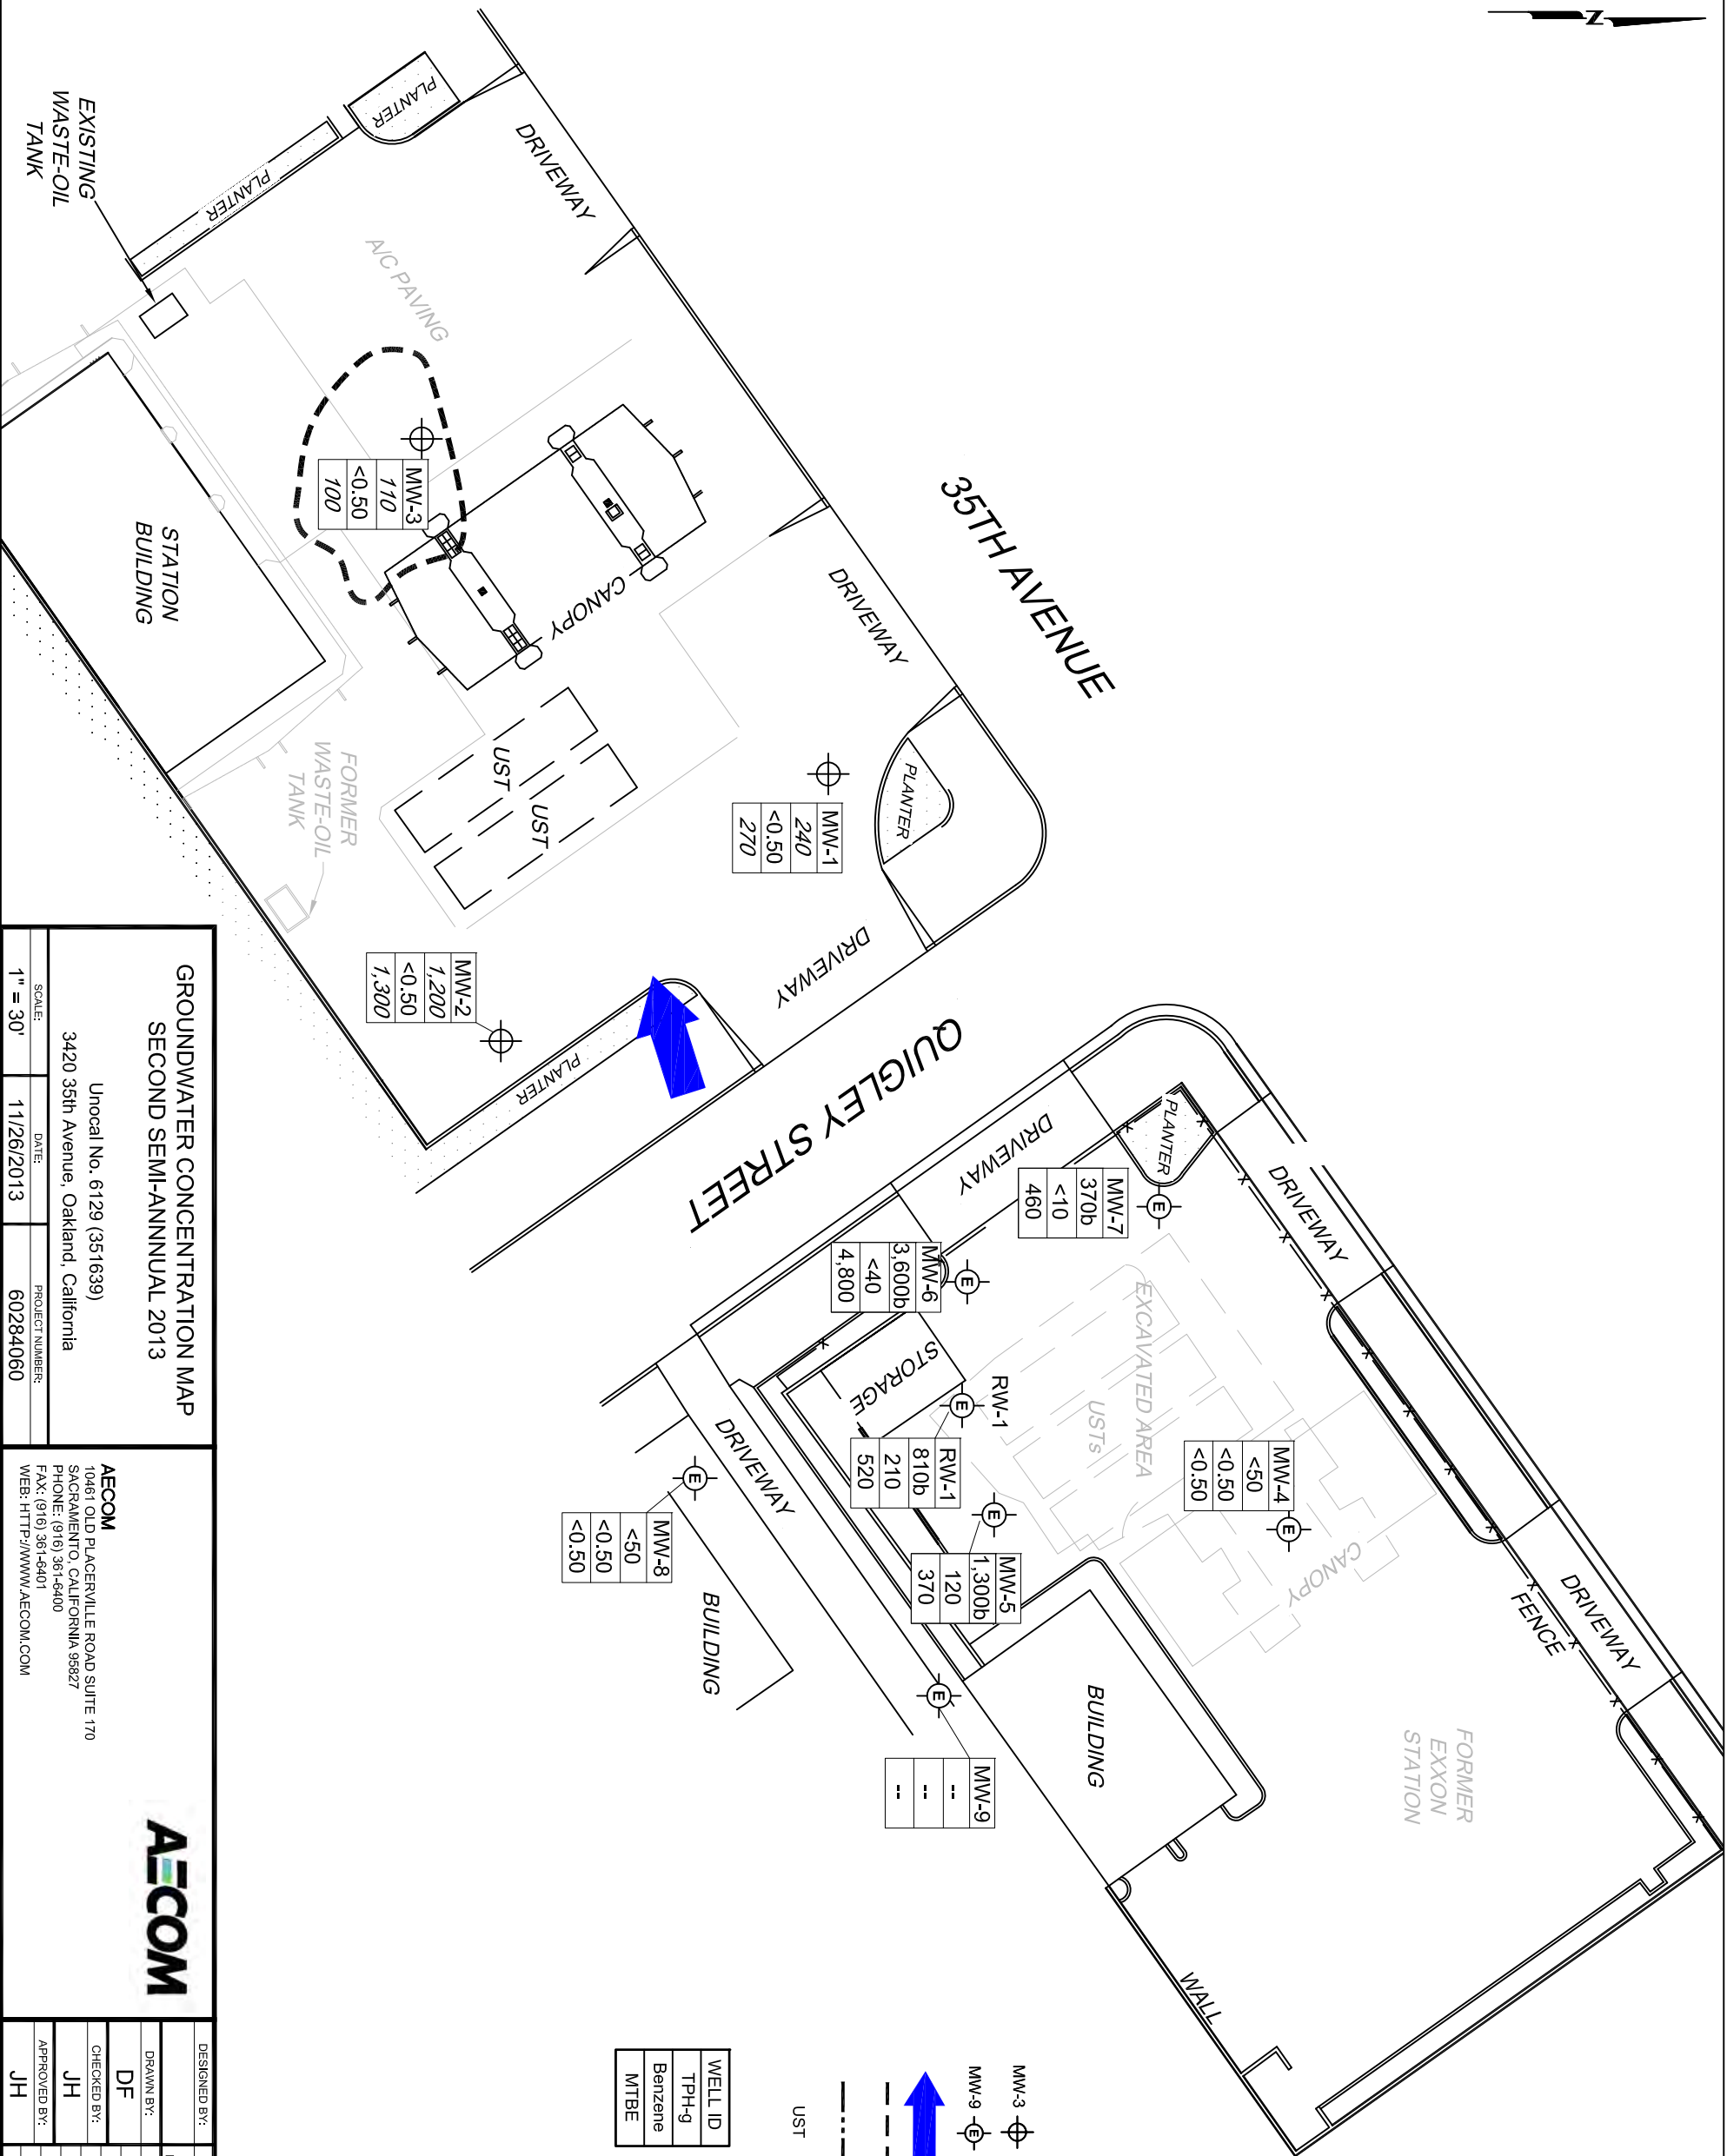 N
35TH AVENUE
QUIGLEY STREET
DRIVEWAY
PLANTER
PLANTER
A/C PAVING
EXISTING
WASTE-OIL
TANK
STATION
BUILDING
MW-3
110
<0.50
100
CANOPY
DRIVEWAY
UST
UST
FORMER
WASTE-OIL
TANK
PLANTER
MW-1
240
<0.50
270
DRIVEWAY
MW-2
1,200
<0.50
1,300
PLANTER
PLANTER
DRIVEWAY
DRIVEWAY
MW-7
370b
<10
460
E
MW-6
3,600b
<40
4,800
E
EXCAVATED AREA
USTs
STORAGE
RW-1
E
RW-1
810b
210
520
MW-4
<50
<0.50
<0.50
E
MW-5
1,300b
120
370
E
CANOPY
DRIVEWAY
FENCE
DRIVEWAY
E
MW-8
<50
<0.50
<0.50
BUILDING
E
MW-9
--
--
--
BUILDING
FORMER
EXXON
STATION
WALL
MW-3
MW-9
E
UST
WELL ID
TPH-g
Benzene
MTBE
GROUNDWATER CONCENTRATION MAP
SECOND SEMI-ANNNUAL 2013
Unocal No. 6129 (351639)
3420 35th Avenue, Oakland, California
SCALE:
1" = 30'
DATE:
11/26/2013
PROJECT NUMBER:
60284060
AECOM
10461 OLD PLACERVILLE ROAD SUITE 170
SACRAMENTO, CALIFORNIA 95827
PHONE: (916) 361-6400
FAX: (916) 361-6401
WEB: HTTP://WWW.AECOM.COM
AECOM
DESIGNED BY:
DRAWN BY:
DF
CHECKED BY:
JH
APPROVED BY:
JH